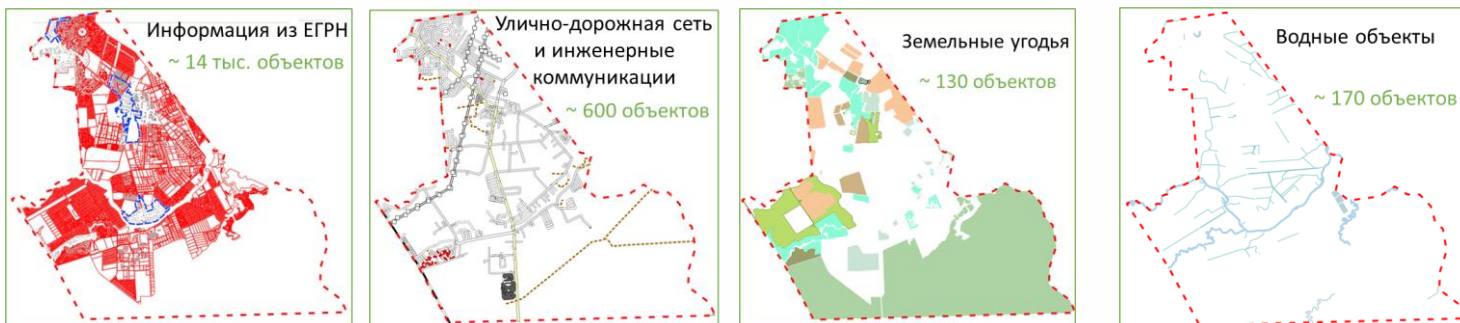 Информация из ЕГРН
~ 14 тыс. объектов
Улично-дорожная сеть
и инженерные
коммуникации
~ 600 объектов
Земельные угодья
~ 130 объектов
Водные объекты
~ 170 объектов